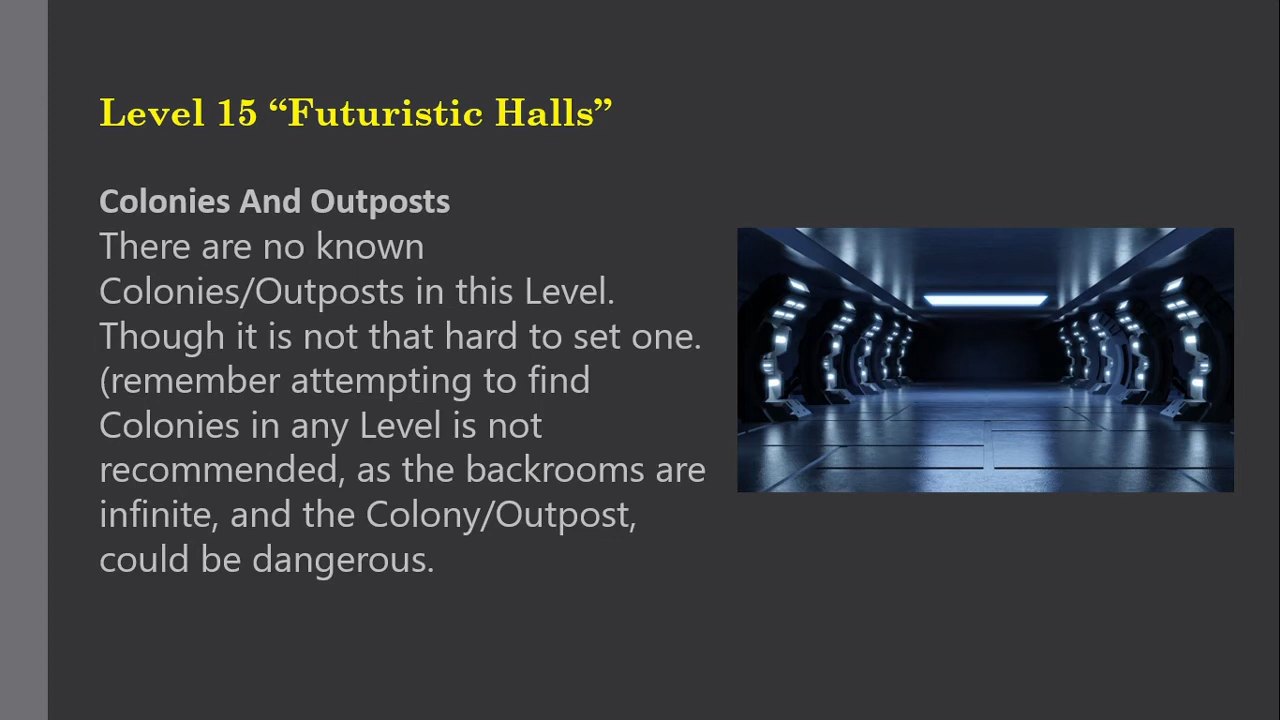 Level 15 “Futuristic Halls”
Colonies And Outposts
There are no known
Colonies/Outposts in this Level.
Though it is not that hard to set one.
(remember attempting to find
Colonies in any Level is not
recommended, as the backrooms are
infinite, and the Colony/Outpost,
could be dangerous.